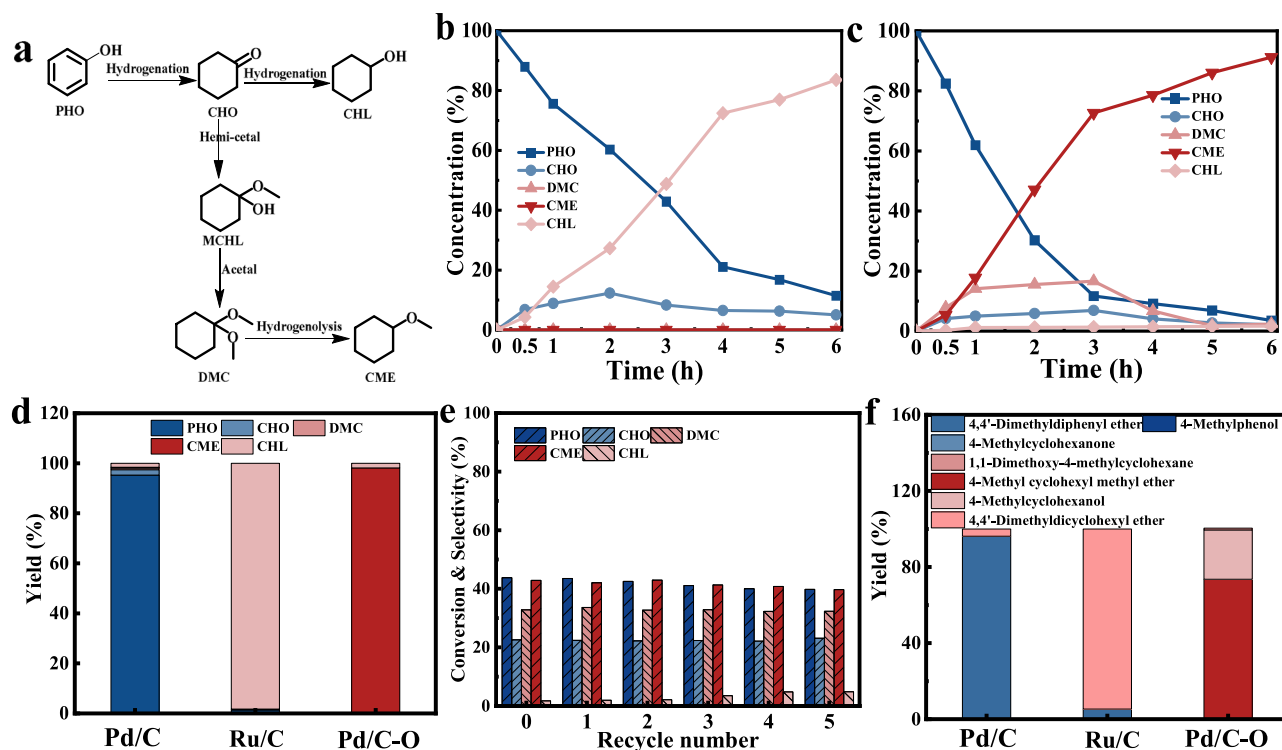 a
OH
Hydrogenation
O
Hydrogenation
OH
PHO
CHO
CHL
Hemi-cetal
O
OH
MCHL
Acetal
O
O
Hydrogenolysis
O
DMC
CME
b
100
80
60
40
20
0
Concentration (%)
PHO
CHO
DMC
CME
CHL
0 0.5 1 2 3 4 5 6
Time (h)
c
100
80
60
40
20
0
Concentration (%)
PHO
CHO
DMC
CME
CHL
0 0.5 1 2 3 4 5 6
Time (h)
d
120
100
80
60
40
20
0
Yield (%)
PHO CHO DMC
CME CHL
Pd/C Ru/C Pd/C-O
e
100
80
60
40
20
0
Conversion & Selectivity (%)
PHO CHO DMC
CME CHL
0 1 2 3 4 5
Recycle number
f
160
120
80
40
0
Yield (%)
4,4'-Dimethyldiphenyl ether 4-Methylphenol
4-Methylcyclohexanone
1,1-Dimethoxy-4-methylcyclohexane
4-Methyl cyclohexyl methyl ether
4-Methylcyclohexanol
4,4'-Dimethyldicyclohexyl ether
Pd/C Ru/C Pd/C-O